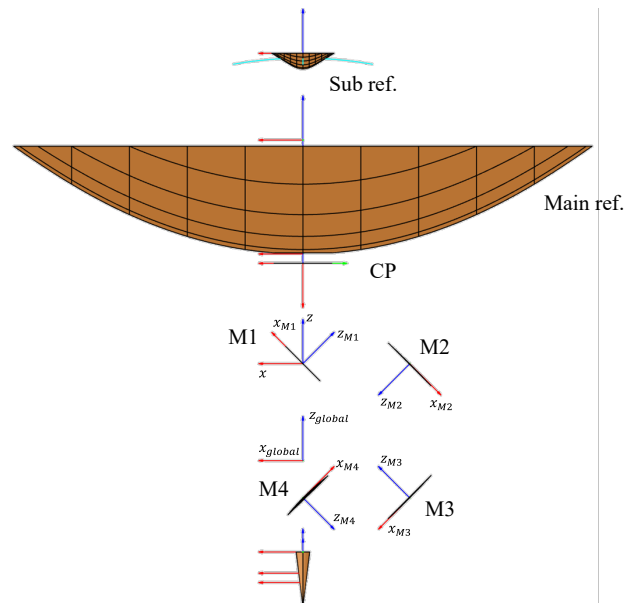 Sub ref.
Main ref.
CP
M1
x_{M1}
z
z_{M1}
M2
x
z_{M2}
x_{M2}
z_{global}
x_{global}
x_{M4}
z_{M3}
M4
M3
z_{M4}
x_{M3}